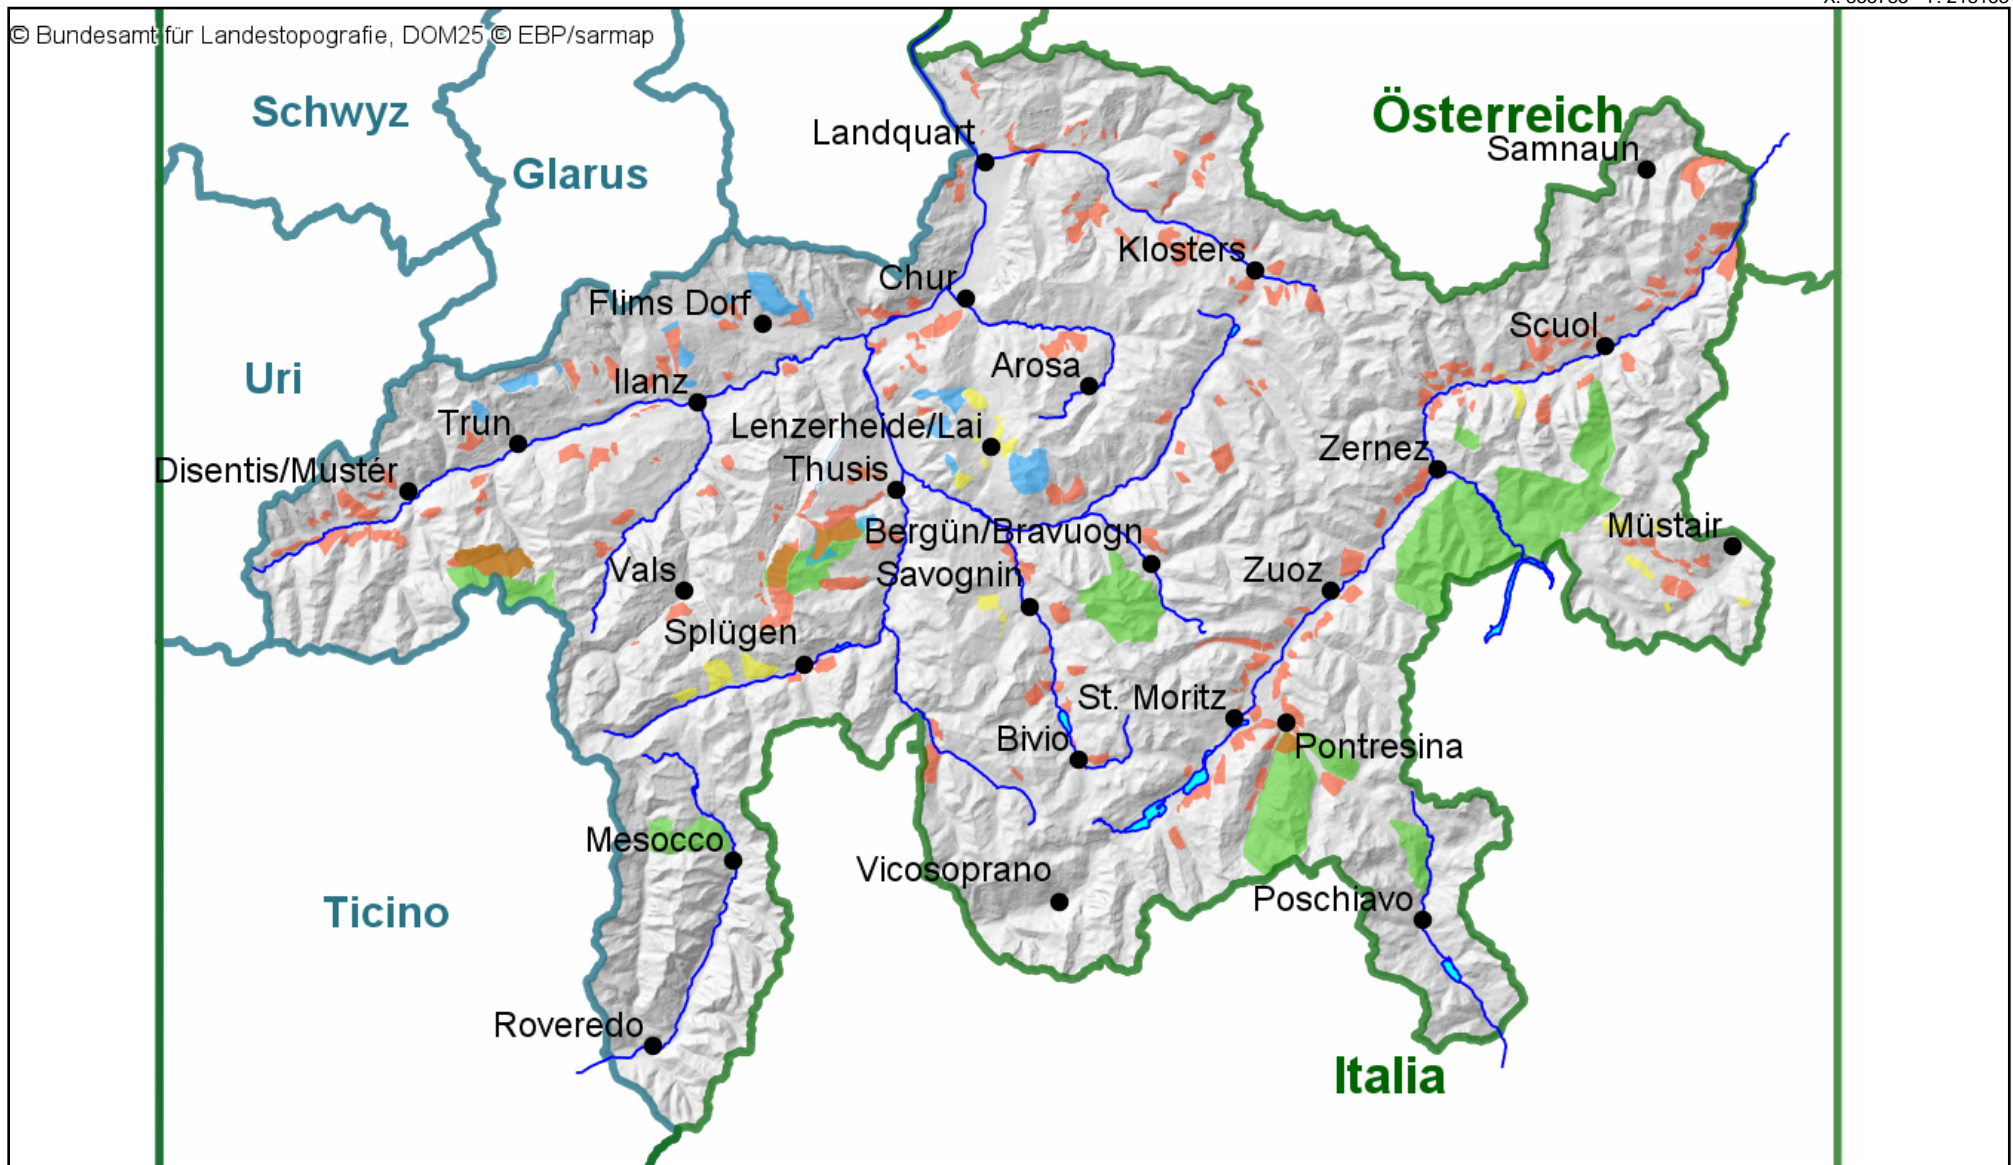 © Bundesamt für Landestopografie, DOM25 © EBP/sarmap
Schwyz
Österreich
Landquart
Samnaun
Glarus
Klosters
Chur
Flims Dorf
Scuol
Uri
Arosa
Ilanz
Trun
Lenzerheide/Lai
Zernez
Disentis/Mustér
Thusis
Müstair
Bergün/Bravuogn
Vals
Savognin
Zuoz
Splügen
St. Moritz
Bivio
Pontresina
Mesocco
Vicosoprano
Poschiavo
Ticino
Roveredo
Italia